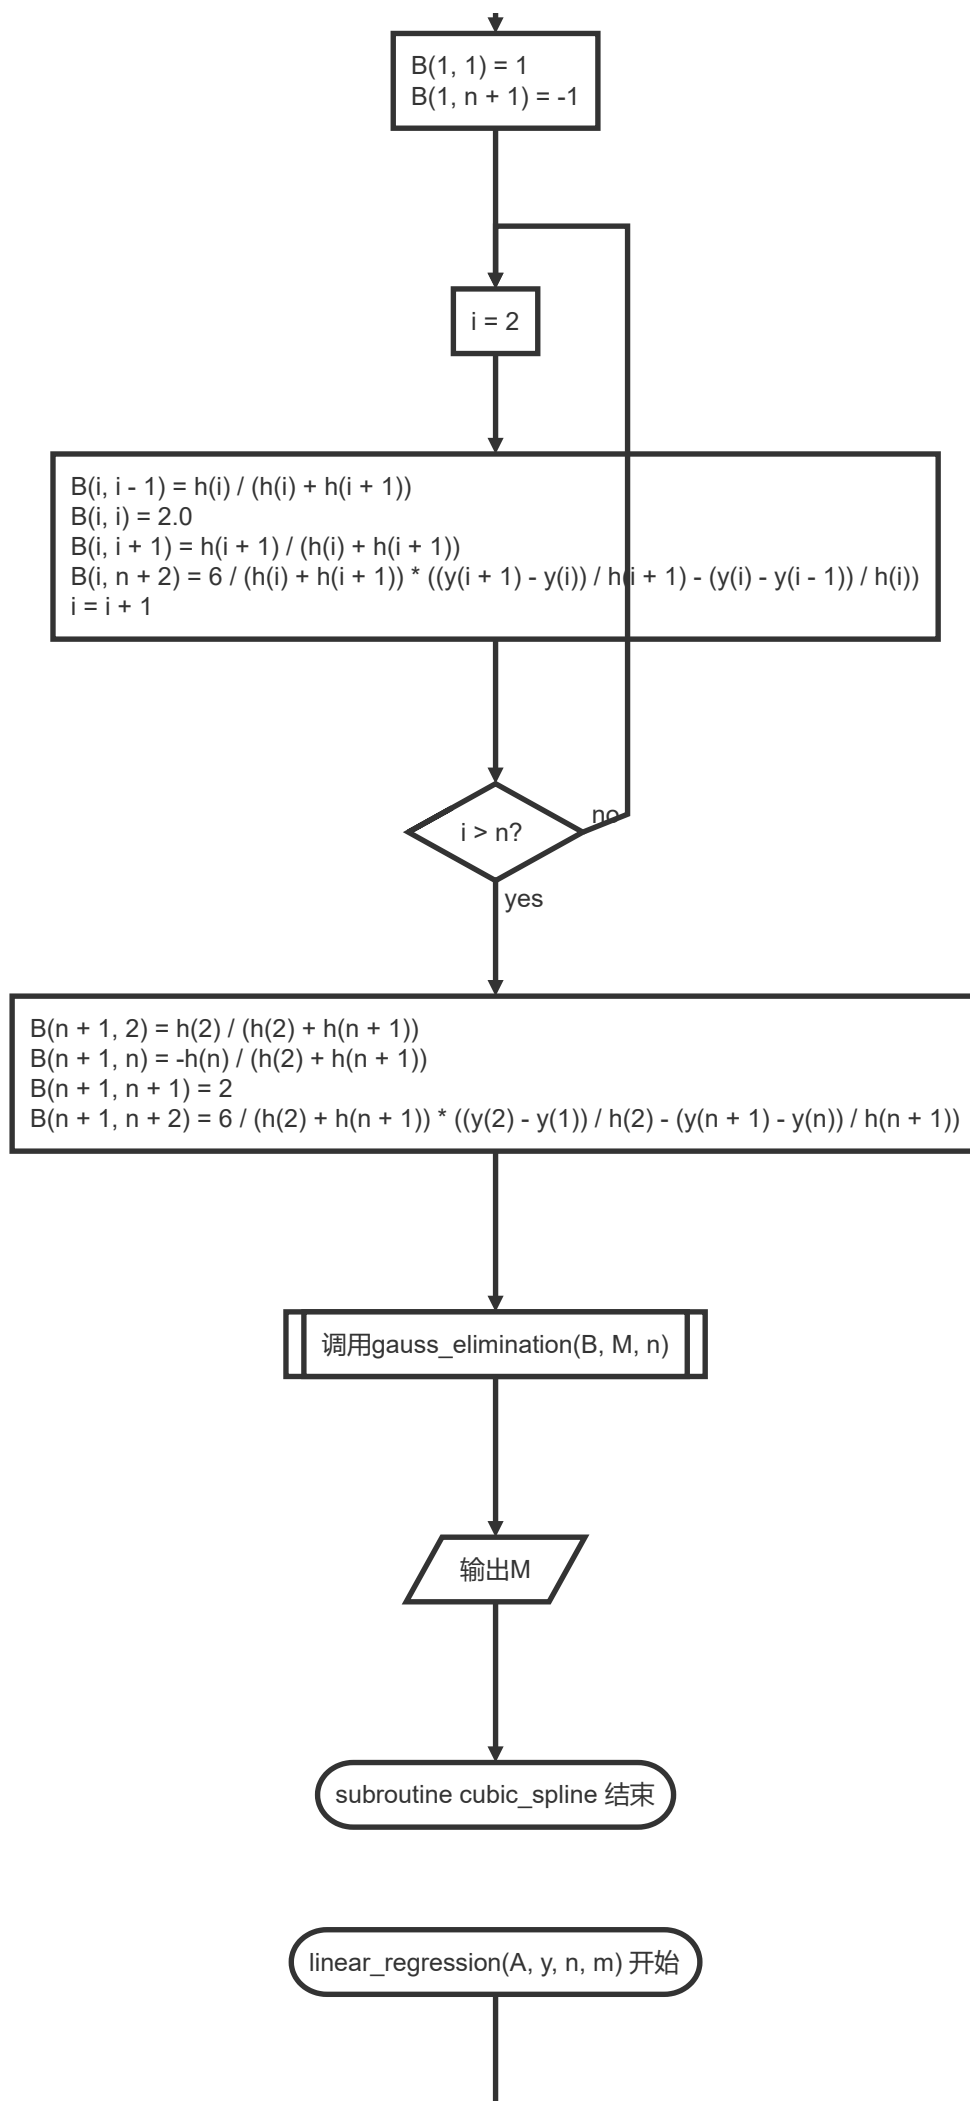 B(1, 1) = 1
B(1, n + 1) = -1
i = 2
B(i, i - 1) = h(i) / (h(i) + h(i + 1))
B(i, i) = 2.0
B(i, i + 1) = h(i + 1) / (h(i) + h(i + 1))
B(i, n + 2) = 6 / (h(i) + h(i + 1)) * ((y(i + 1) - y(i)) / h(i + 1) - (y(i) - y(i - 1)) / h(i))
i = i + 1
no
i > n?
yes
B(n + 1, 2) = h(2) / (h(2) + h(n + 1))
B(n + 1, n) = -h(n) / (h(2) + h(n + 1))
B(n + 1, n + 1) = 2
B(n + 1, n + 2) = 6 / (h(2) + h(n + 1)) * ((y(2) - y(1)) / h(2) - (y(n + 1) - y(n)) / h(n + 1))
调用gauss_elimination(B, M, n)
输出M
subroutine cubic_spline 结束
linear_regression(A, y, n, m) 开始